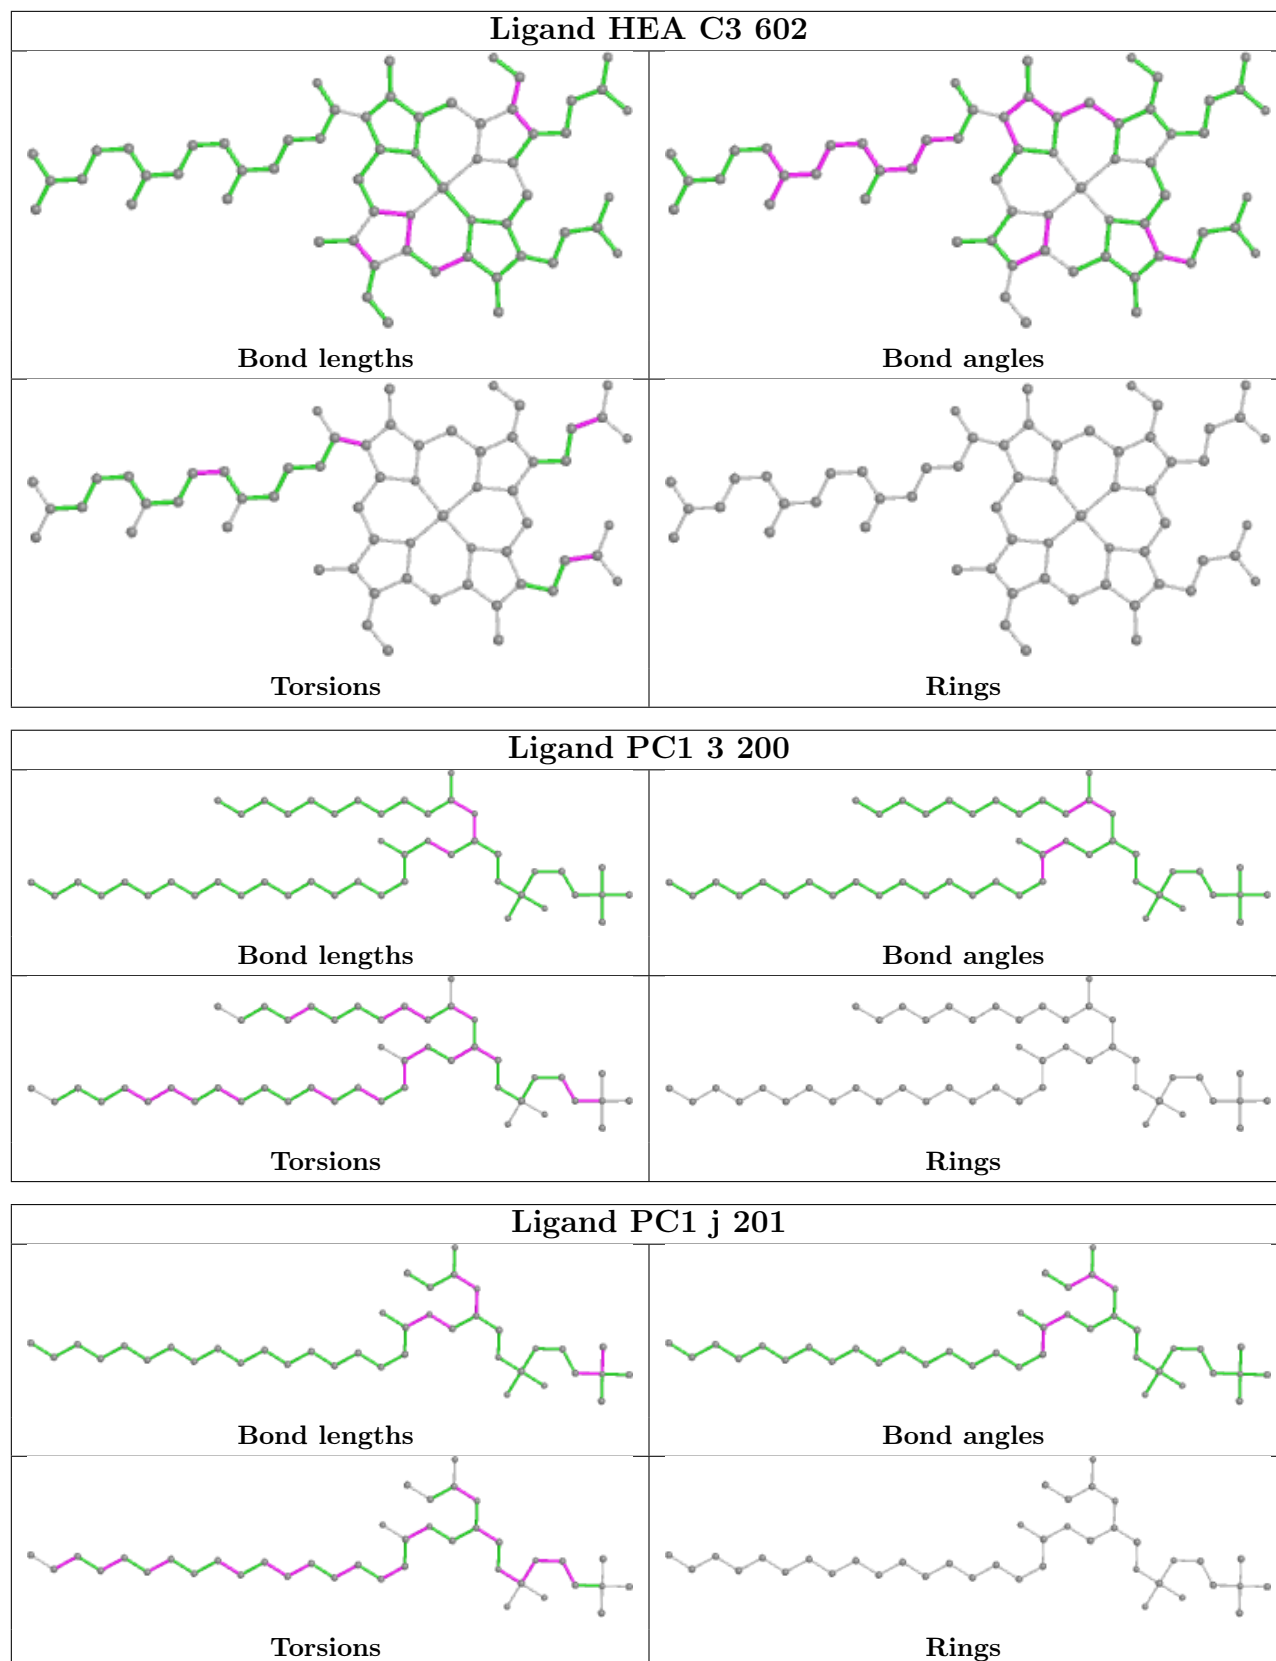 Ligand HEA C3 602
Bond lengths
Bond angles
Torsions
Rings
Ligand PC1 3 200
Bond lengths
Bond angles
Torsions
Rings
Ligand PC1 j 201
Bond lengths
Bond angles
Torsions
Rings